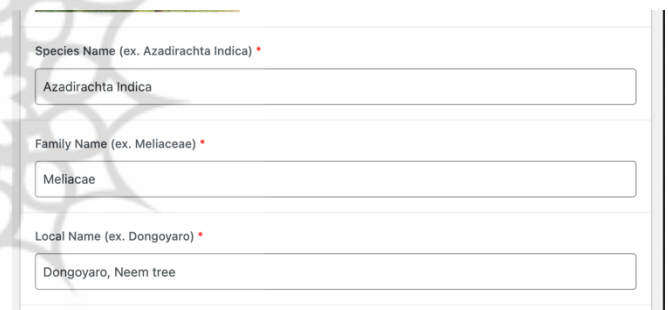 Species Name (ex. Azadirachta Indica) *
Azadirachta Indica
Family Name (ex. Meliaceae) *
Meliacae
Local Name (ex. Dongoyaro) *
Dongoyaro, Neem tree